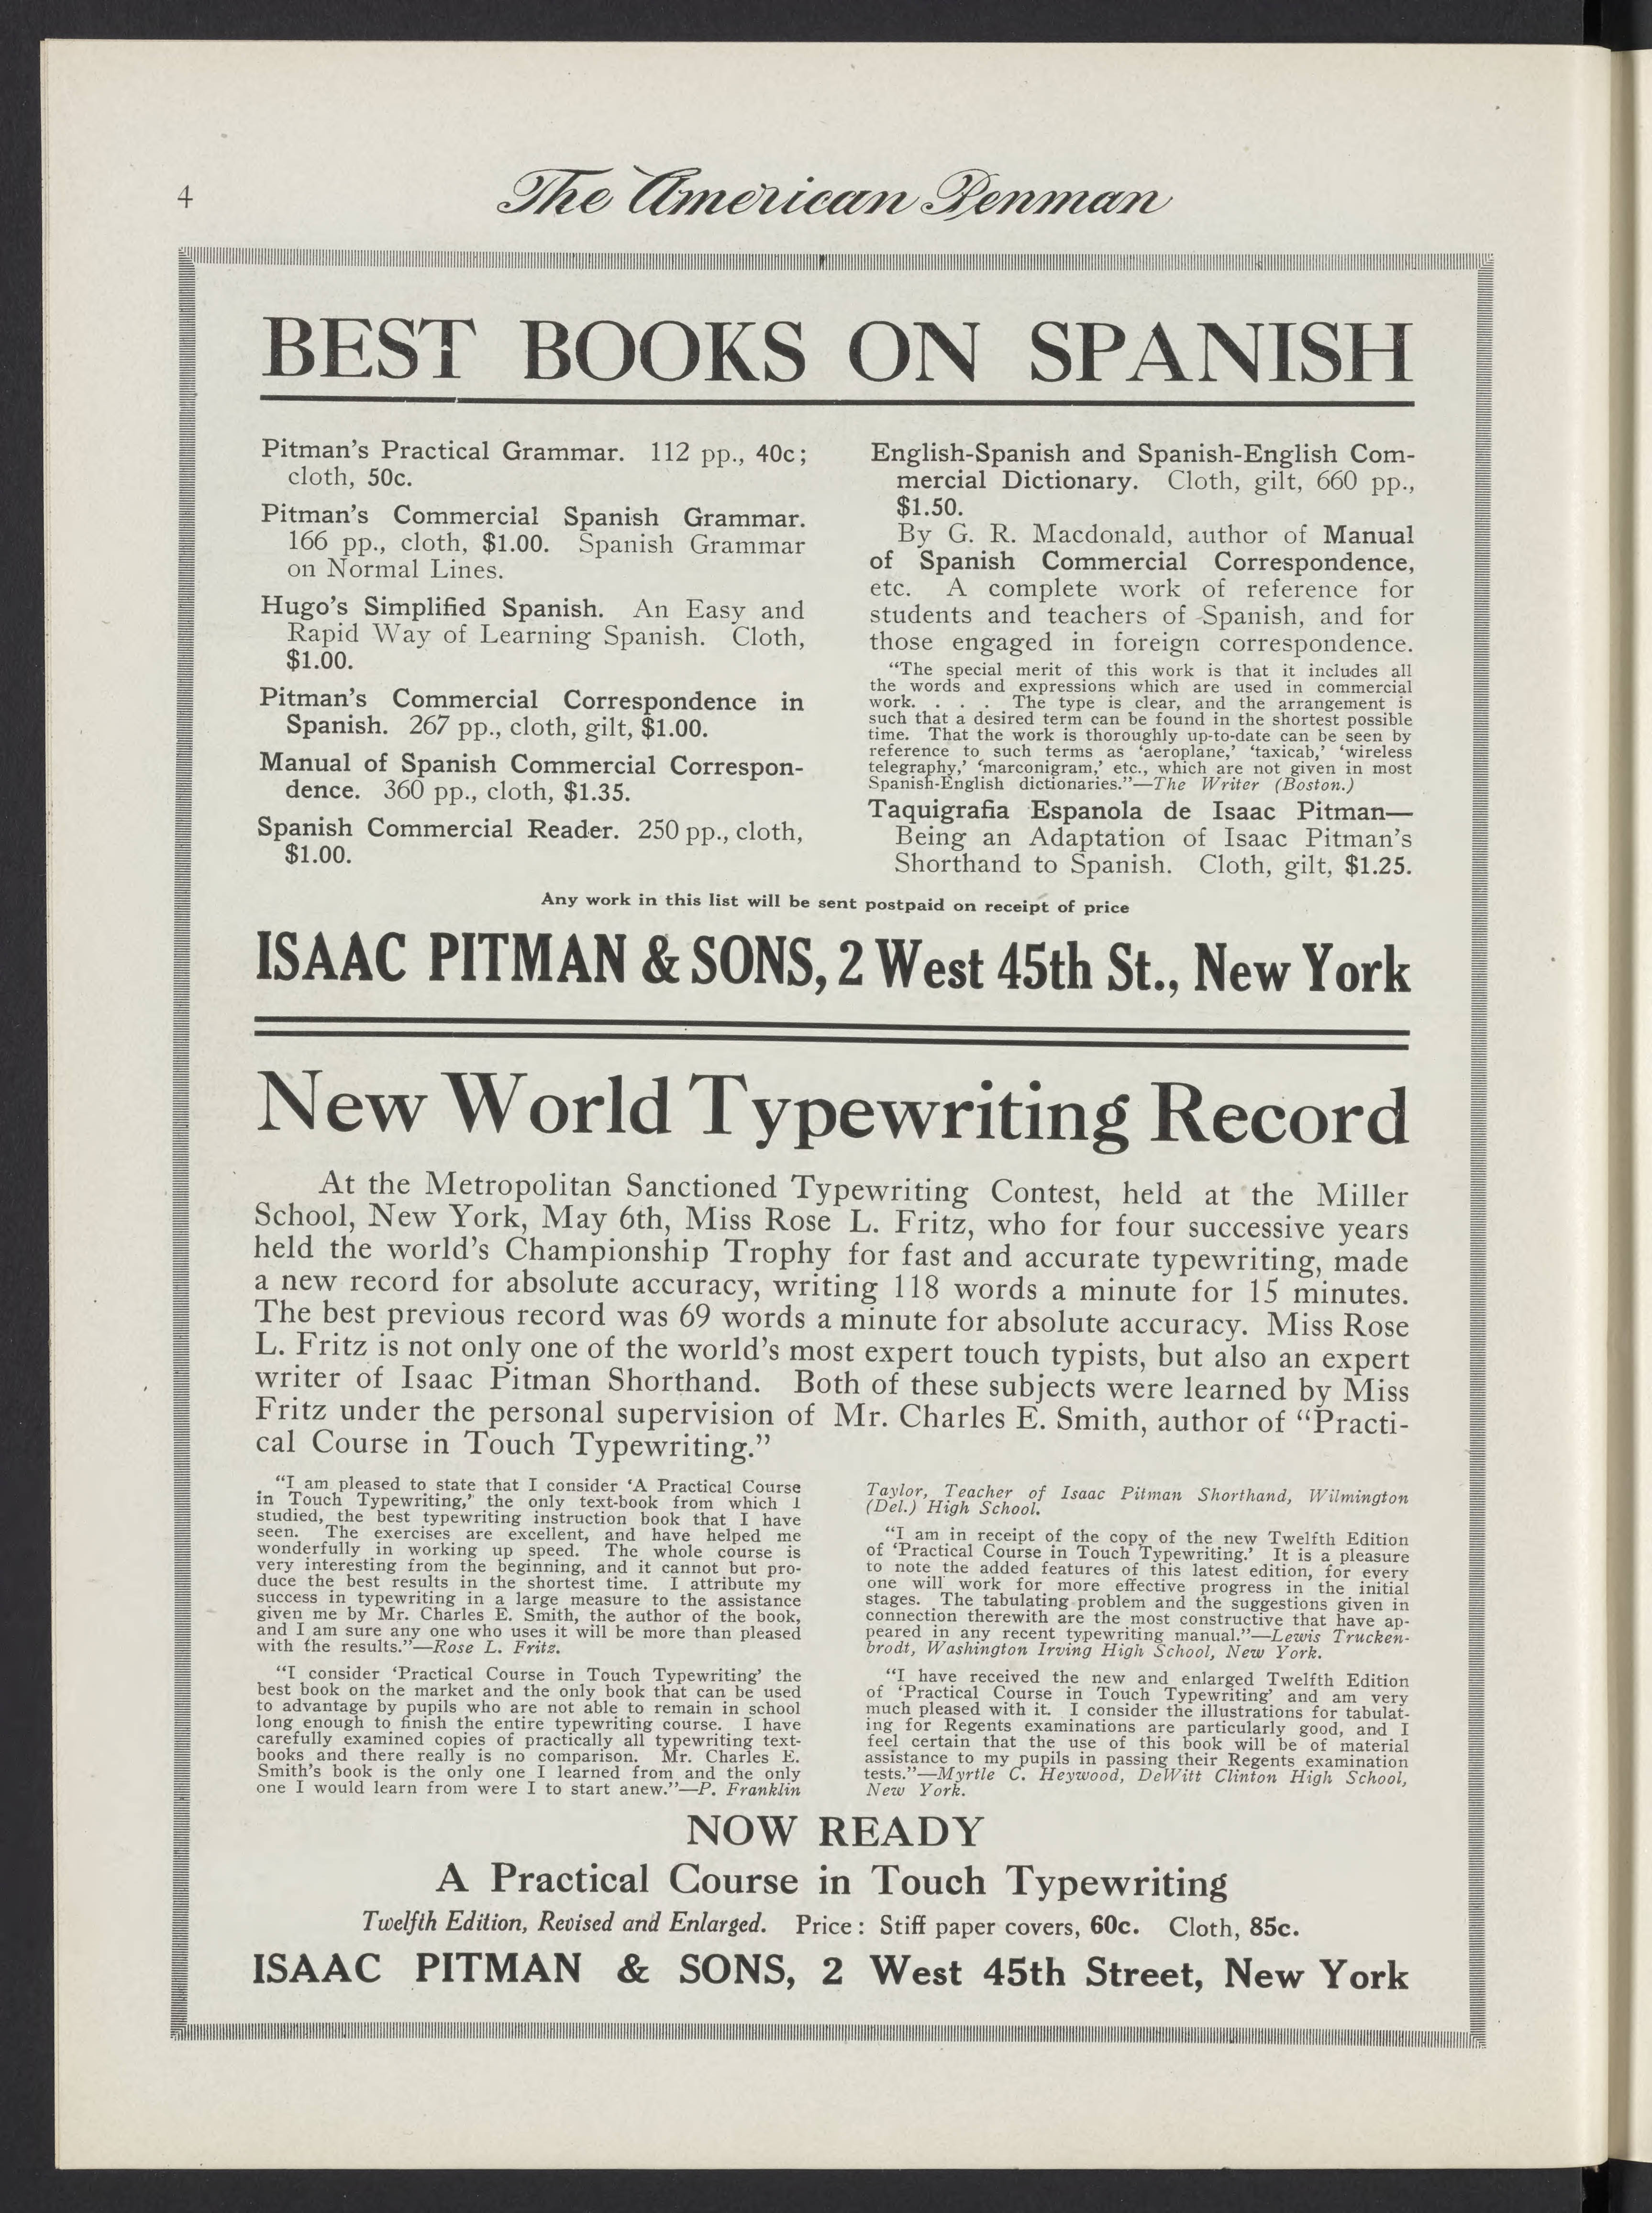 4
The American Penman
BEST BOOKS ON SPANISH
Pitman's Practical Grammar. 112 pp., 40c;
cloth, 50c.
Pitman's Commercial Spanish Grammar.
166 pp., cloth, $1.00. Spanish Grammar
on Normal Lines.
Hugo's Simplified Spanish. An Easy and
Rapid Way of Learning Spanish. Cloth,
$1.00.
Pitman's Commercial Correspondence in
Spanish. 267 pp., cloth, gilt, $1.00.
Manual of Spanish Commercial Correspon-
dence. 360 pp., cloth, $1.35.
Spanish Commercial Reader. 250 pp., cloth,
$1.00.
English-Spanish and Spanish-English Com-
mercial Dictionary. Cloth, gilt, 660 pp.,
$1.50.
By G. R. Macdonald, author of Manual
of Spanish Commercial Correspondence,
etc. A complete work of reference for
students and teachers of Spanish, and for
those engaged in foreign correspondence.
"The special merit of this work is that it includes all
the words and expressions which are used in commercial
work. . . . The type is clear, and the arrangement is
such that a desired term can be found in the shortest possible
time. That the work is thoroughly up-to-date can be seen by
reference to such terms as 'aeroplane,' 'taxicab,' 'wireless
telegraphy,' 'marconigram,' etc., which are not given in most
Spanish-English dictionaries."—The Writer (Boston.)
Taquigrafia Espanola de Isaac Pitman—
Being an Adaptation of Isaac Pitman's
Shorthand to Spanish. Cloth, gilt, $1.25.
Any work in this list will be sent postpaid on receipt of price
ISAAC PITMAN & SONS, 2 West 45th St., New York
New World Typewriting Record
At the Metropolitan Sanctioned Typewriting Contest, held at the Miller
School, New York, May 6th, Miss Rose L. Fritz, who for four successive years
held the world's Championship Trophy for fast and accurate typewriting, made
a new record for absolute accuracy, writing 118 words a minute for 15 minutes.
The best previous record was 69 words a minute for absolute accuracy. Miss Rose
L. Fritz is not only one of the world's most expert touch typists, but also an expert
writer of Isaac Pitman Shorthand. Both of these subjects were learned by Miss
Fritz under the personal supervision of Mr. Charles E. Smith, author of "Practi-
cal Course in Touch Typewriting."
"I am pleased to state that I consider 'A Practical Course
in Touch Typewriting,' the only text-book from which I
studied, the best typewriting instruction book that I have
seen. The exercises are excellent, and have helped me
wonderfully in working up speed. The whole course is
very interesting from the beginning, and it cannot but pro-
duce the best results in the shortest time. I attribute my
success in typewriting in a large measure to the assistance
given me by Mr. Charles E. Smith, the author of the book,
and I am sure any one who uses it will be more than pleased
with the results."—Rose L. Fritz.
"I consider 'Practical Course in Touch Typewriting' the
best book on the market and the only book that can be used
to advantage by pupils who are not able to remain in school
long enough to finish the entire typewriting course. I have
carefully examined copies of practically all typewriting text-
books and there really is no comparison. Mr. Charles E.
Smith's book is the only one I learned from and the only
one I would learn from were I to start anew."—P. Franklin
Taylor, Teacher of Isaac Pitman Shorthand, Wilmington
(Del.) High School.
"I am in receipt of the copy of the new Twelfth Edition
of 'Practical Course in Touch Typewriting.' It is a pleasure
to note the added features of this latest edition, for every
one will work for more effective progress in the initial
stages. The tabulating problem and the suggestions given in
connection therewith are the most constructive that have ap-
peared in any recent typewriting manual."—Lewis Trucken-
brodt, Washington Irving High School, New York.
"I have received the new and enlarged Twelfth Edition
of 'Practical Course in Touch Typewriting' and am very
much pleased with it. I consider the illustrations for tabulat-
ing for Regents examinations are particularly good, and I
feel certain that the use of this book will be of material
assistance to my pupils in passing their Regents examination
tests."—Myrtle C. Heywood, DeWitt Clinton High School,
New York.
NOW READY
A Practical Course in Touch Typewriting
Twelfth Edition, Revised and Enlarged. Price: Stiff paper covers, 60c. Cloth, 85c.
ISAAC PITMAN & SONS, 2 West 45th Street, New York